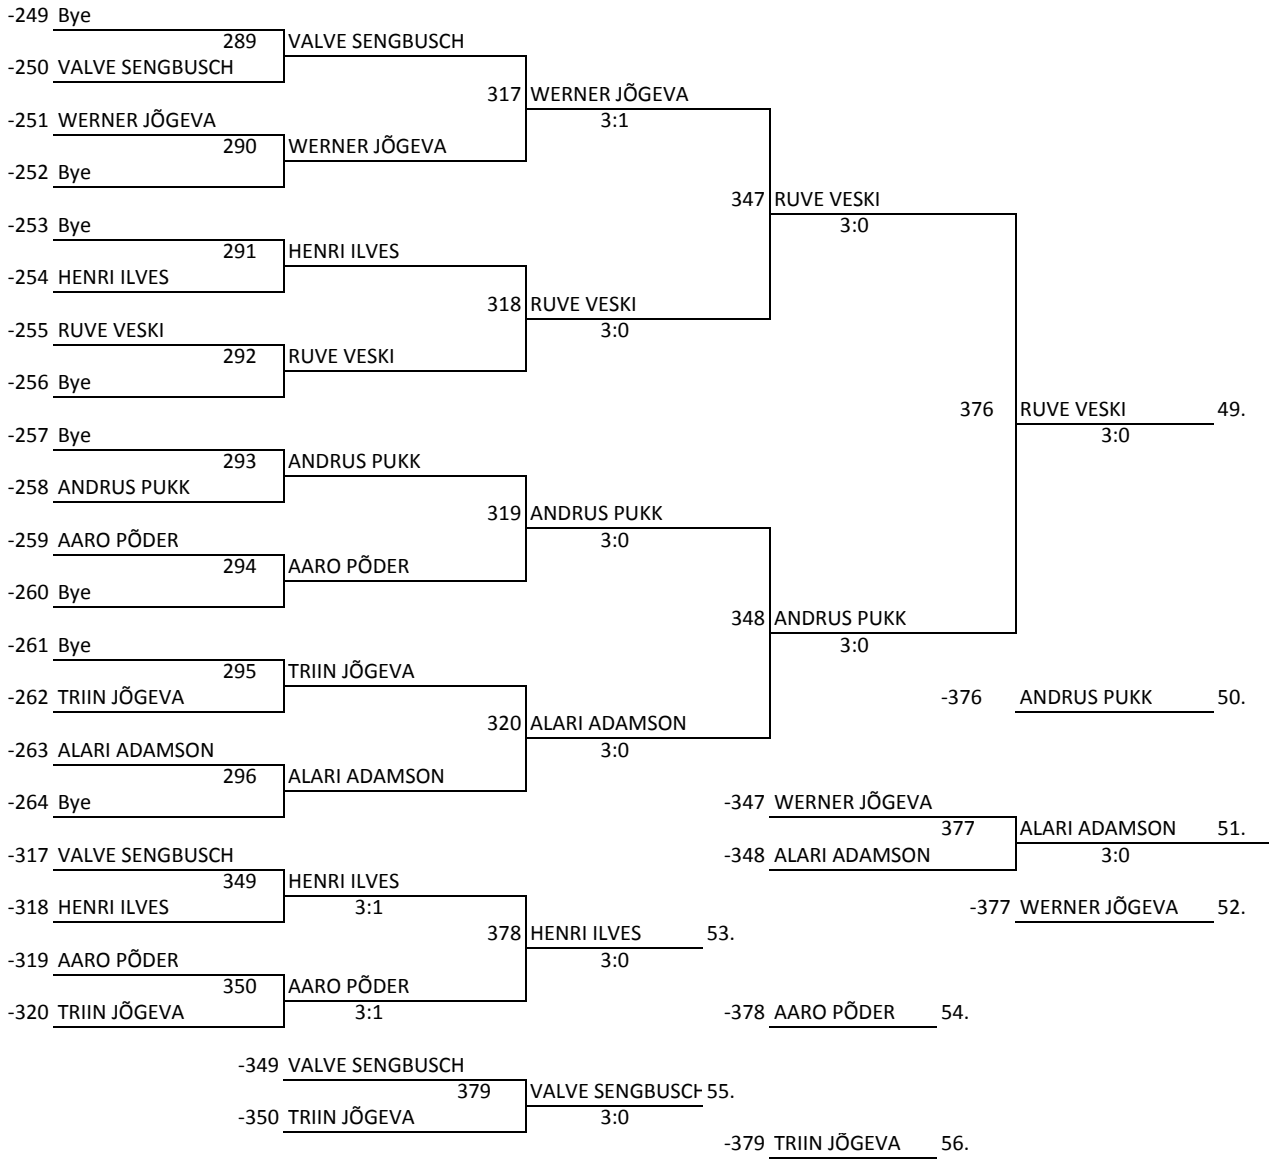 -249 Bye
289 VALVE SENGBUSCH
-250 VALVE SENGBUSCH
317 WERNER JÕGEVA
-251 WERNER JÕGEVA 3:1
290 WERNER JÕGEVA
-252 Bye
347 RUVE VESKI
-253 Bye 3:0
291 HENRI ILVES
-254 HENRI ILVES
318 RUVE VESKI
-255 RUVE VESKI 3:0
292 RUVE VESKI
-256 Bye
376 RUVE VESKI 49.
-257 Bye 3:0
293 ANDRUS PUKK
-258 ANDRUS PUKK
319 ANDRUS PUKK
-259 AARO PÕDER 3:0
294 AARO PÕDER
-260 Bye
348 ANDRUS PUKK
-261 Bye 3:0
295 TRIIN JÕGEVA
-262 TRIIN JÕGEVA -376 ANDRUS PUKK 50.
320 ALARI ADAMSON
-263 ALARI ADAMSON 3:0
296 ALARI ADAMSON
-264 Bye -347 WERNER JÕGEVA
377 ALARI ADAMSON 51.
-317 VALVE SENGBUSCH -348 ALARI ADAMSON 3:0
349 HENRI ILVES
-318 HENRI ILVES 3:1 -377 WERNER JÕGEVA 52.
378 HENRI ILVES 53.
-319 AARO PÕDER 3:0
350 AARO PÕDER
-320 TRIIN JÕGEVA 3:1 -378 AARO PÕDER 54.
-349 VALVE SENGBUSCH
379 VALVE SENGBUSCH 55.
-350 TRIIN JÕGEVA 3:0
-379 TRIIN JÕGEVA 56.